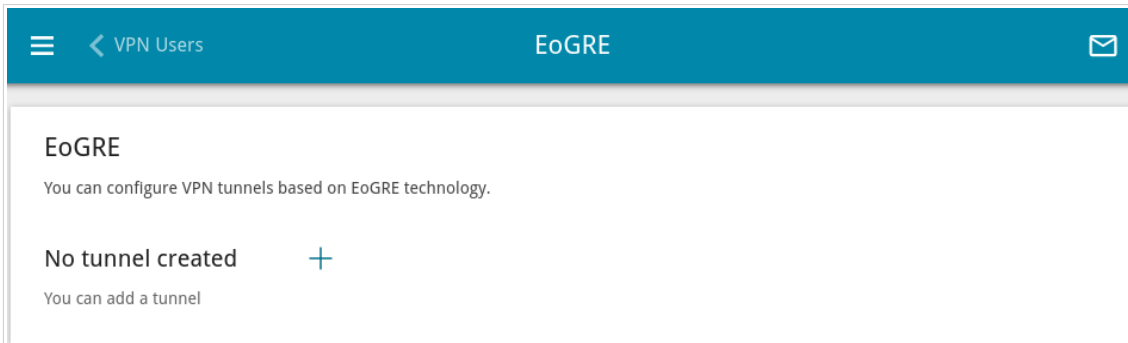 VPN Users
EoGRE
EoGRE
You can configure VPN tunnels based on EoGRE technology.
No tunnel created
You can add a tunnel